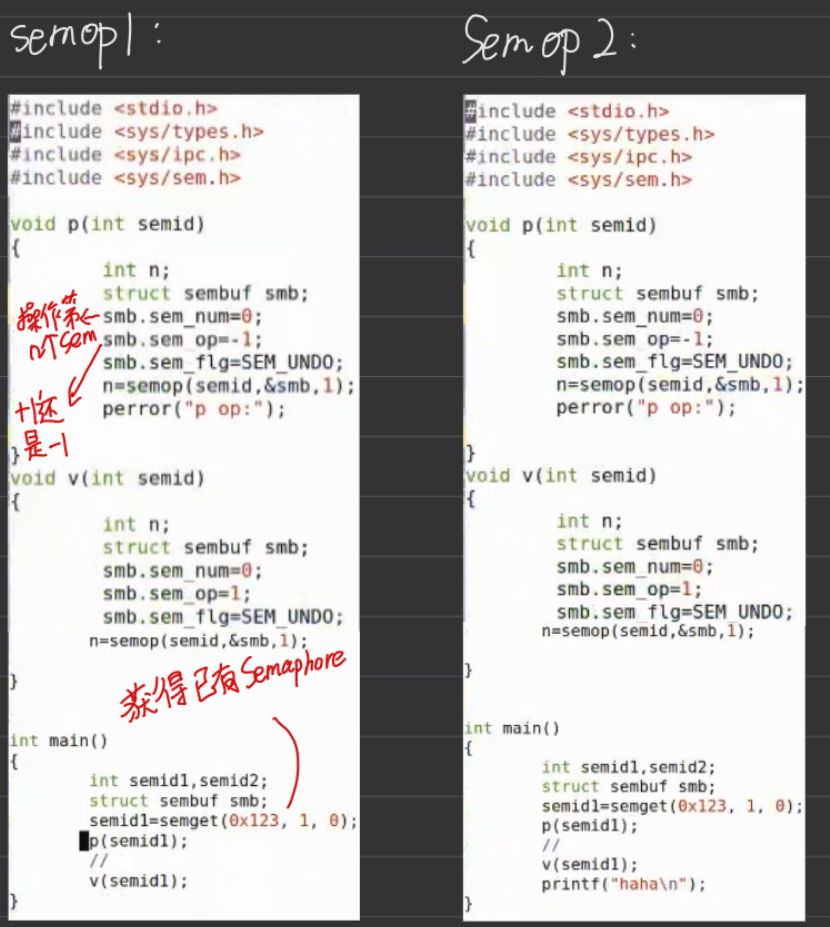 semop1:
#include <stdio.h>
#include <sys/types.h>
#include <sys/ipc.h>
#include <sys/sem.h>
void p(int semid)
{
int n;
struct sembuf smb;
smb.sem_num=0;
smb.sem_op=-1;
smb.sem_flg=SEM_UNDO;
n=semop(semid,&smb,1);
perror("p op:");
}
操作第
n个sem
+1还
是-1
void v(int semid)
{
int n;
struct sembuf smb;
smb.sem_num=0;
smb.sem_op=1;
smb.sem_flg=SEM_UNDO;
n=semop(semid,&smb,1);
}
获得已有Semaphore
int main()
{
int semid1,semid2;
struct sembuf smb;
semid1=semget(0x123, 1, 0);
p(semid1);
//
v(semid1);
}
Semop2:
#include <stdio.h>
#include <sys/types.h>
#include <sys/ipc.h>
#include <sys/sem.h>
void p(int semid)
{
int n;
struct sembuf smb;
smb.sem_num=0;
smb.sem_op=-1;
smb.sem_flg=SEM_UNDO;
n=semop(semid,&smb,1);
perror("p op:");
}
void v(int semid)
{
int n;
struct sembuf smb;
smb.sem_num=0;
smb.sem_op=1;
smb.sem_flg=SEM_UNDO;
n=semop(semid,&smb,1);
}
int main()
{
int semid1,semid2;
struct sembuf smb;
semid1=semget(0x123, 1, 0);
p(semid1);
//
v(semid1);
printf("haha\n");
}